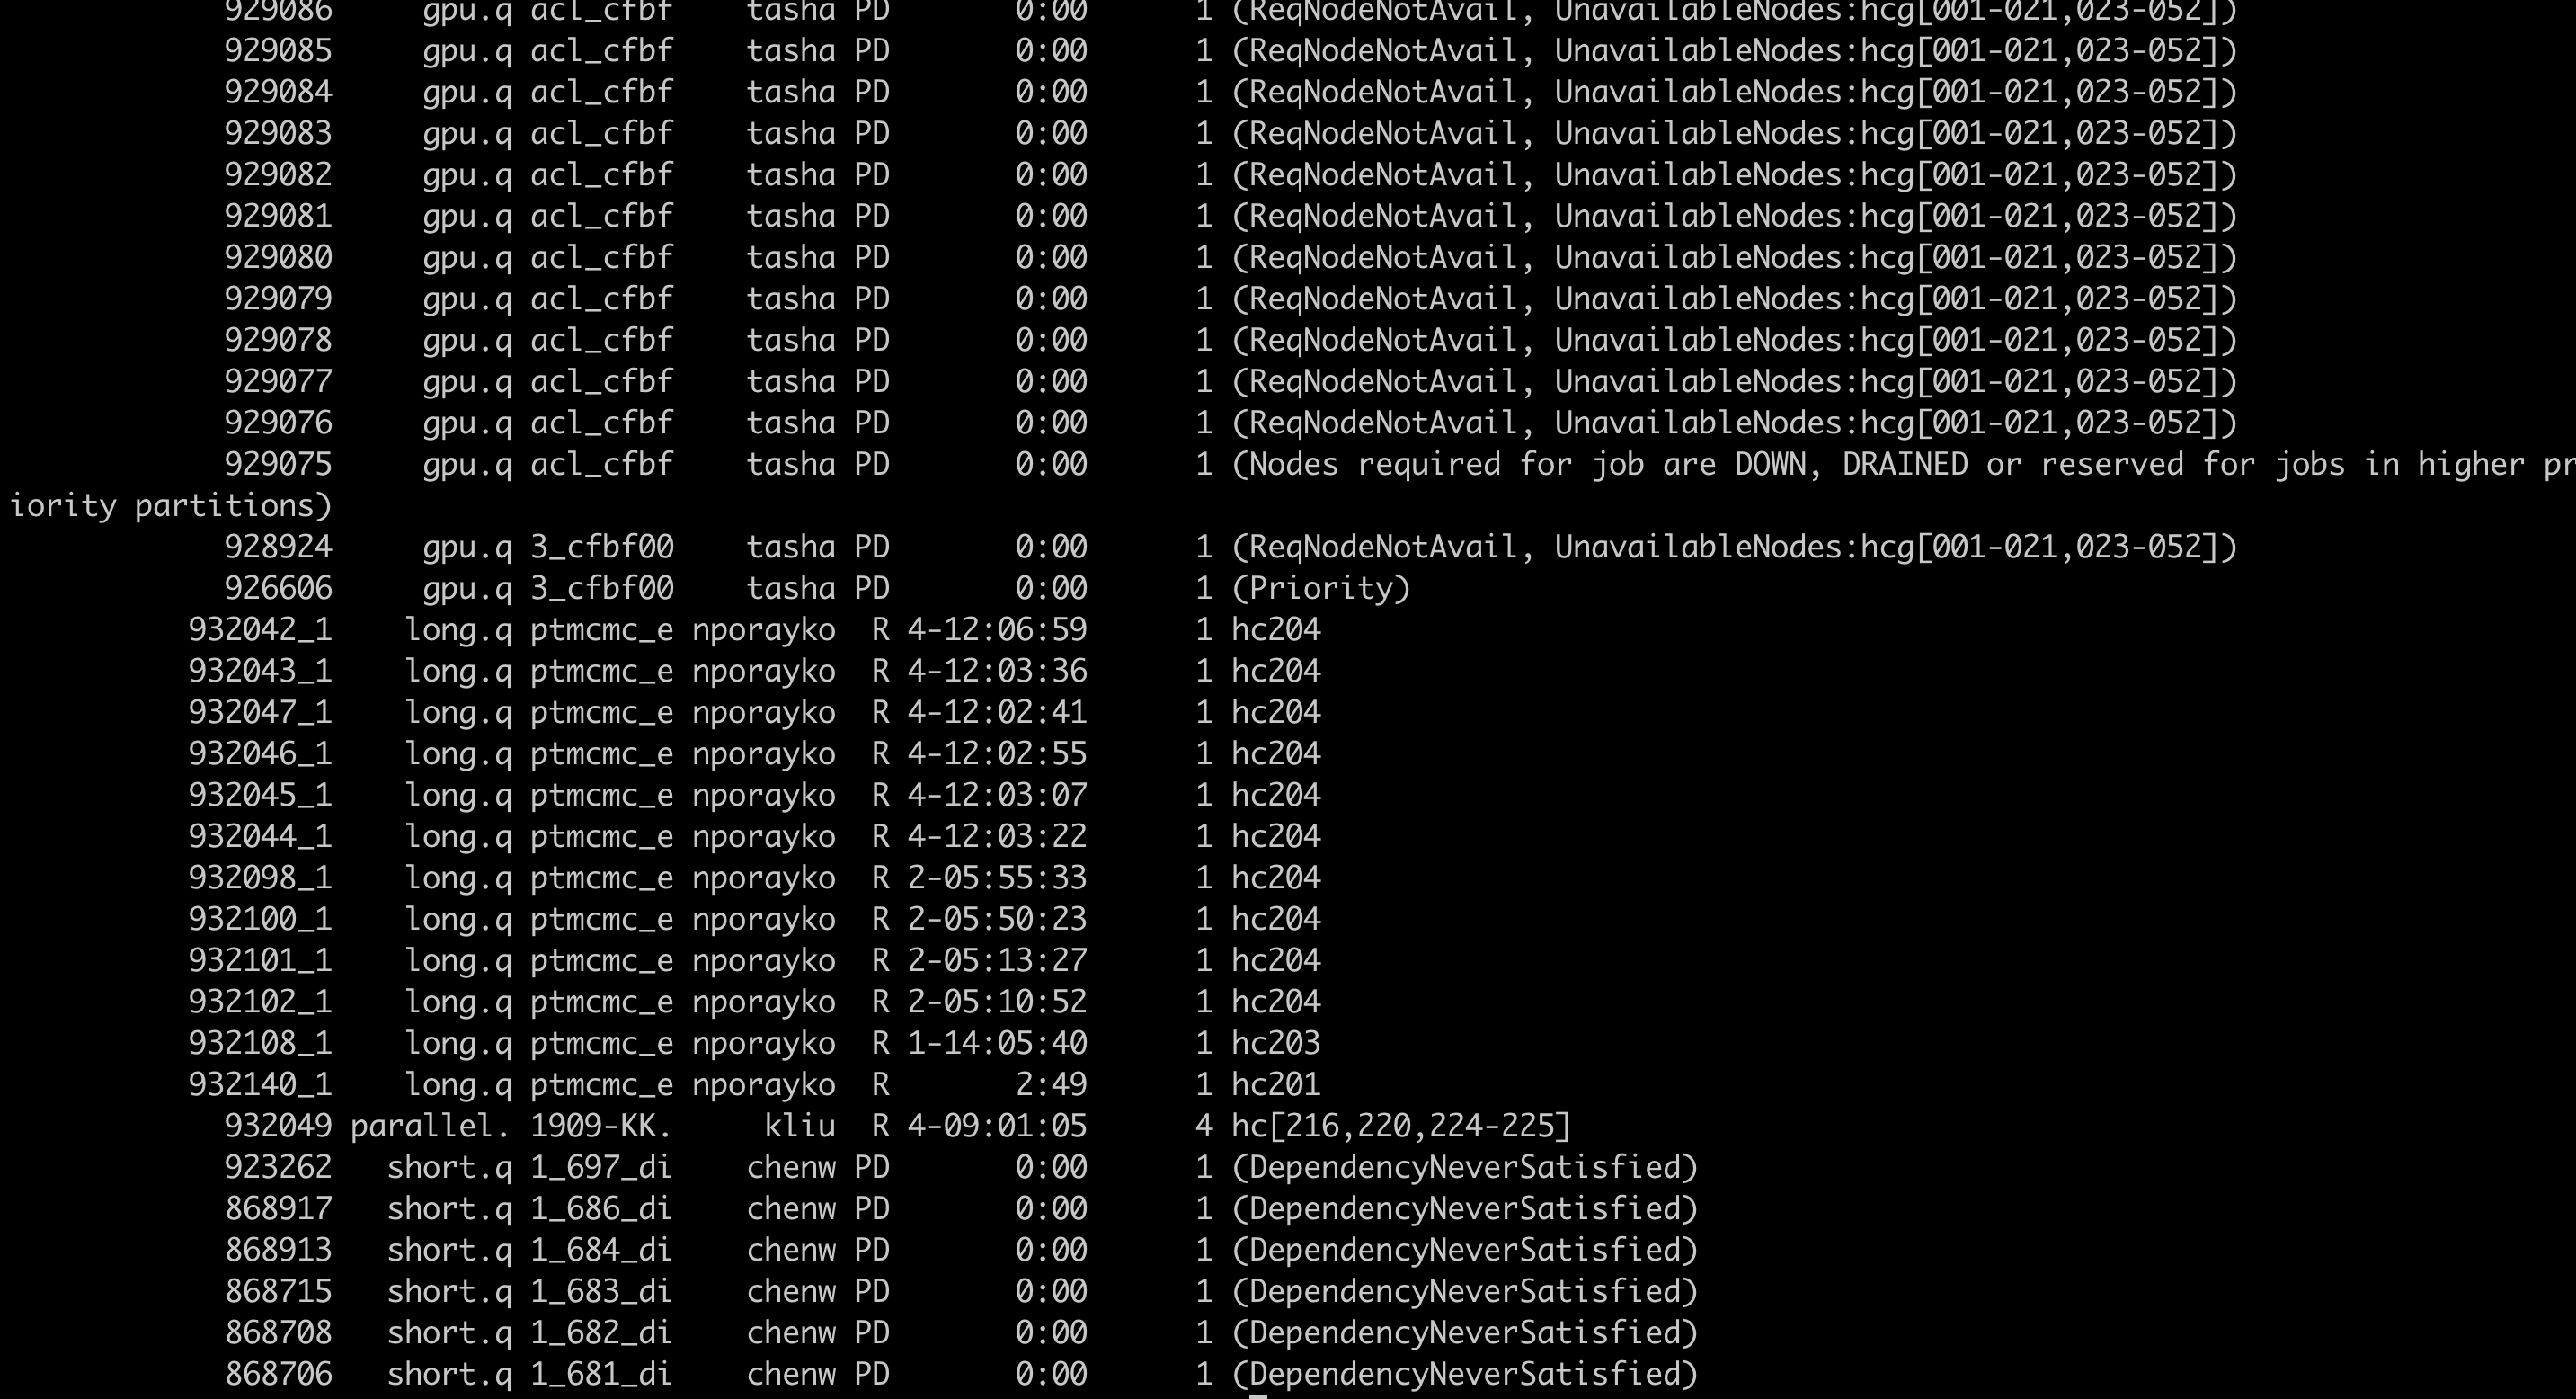 929086 gpu.q acl_cfbf tasha PD 0:00 1 (ReqNodeNotAvail, UnavailableNodes:hcg[001-021,023-052])
929085 gpu.q acl_cfbf tasha PD 0:00 1 (ReqNodeNotAvail, UnavailableNodes:hcg[001-021,023-052])
929084 gpu.q acl_cfbf tasha PD 0:00 1 (ReqNodeNotAvail, UnavailableNodes:hcg[001-021,023-052])
929083 gpu.q acl_cfbf tasha PD 0:00 1 (ReqNodeNotAvail, UnavailableNodes:hcg[001-021,023-052])
929082 gpu.q acl_cfbf tasha PD 0:00 1 (ReqNodeNotAvail, UnavailableNodes:hcg[001-021,023-052])
929081 gpu.q acl_cfbf tasha PD 0:00 1 (ReqNodeNotAvail, UnavailableNodes:hcg[001-021,023-052])
929080 gpu.q acl_cfbf tasha PD 0:00 1 (ReqNodeNotAvail, UnavailableNodes:hcg[001-021,023-052])
929079 gpu.q acl_cfbf tasha PD 0:00 1 (ReqNodeNotAvail, UnavailableNodes:hcg[001-021,023-052])
929078 gpu.q acl_cfbf tasha PD 0:00 1 (ReqNodeNotAvail, UnavailableNodes:hcg[001-021,023-052])
929077 gpu.q acl_cfbf tasha PD 0:00 1 (ReqNodeNotAvail, UnavailableNodes:hcg[001-021,023-052])
929076 gpu.q acl_cfbf tasha PD 0:00 1 (ReqNodeNotAvail, UnavailableNodes:hcg[001-021,023-052])
929075 gpu.q acl_cfbf tasha PD 0:00 1 (Nodes required for job are DOWN, DRAINED or reserved for jobs in higher pr
iority partitions)
928924 gpu.q 3_cfbf00 tasha PD 0:00 1 (ReqNodeNotAvail, UnavailableNodes:hcg[001-021,023-052])
926606 gpu.q 3_cfbf00 tasha PD 0:00 1 (Priority)
932042_1 long.q ptmcmc_e nporayko R 4-12:06:59 1 hc204
932043_1 long.q ptmcmc_e nporayko R 4-12:03:36 1 hc204
932047_1 long.q ptmcmc_e nporayko R 4-12:02:41 1 hc204
932046_1 long.q ptmcmc_e nporayko R 4-12:02:55 1 hc204
932045_1 long.q ptmcmc_e nporayko R 4-12:03:07 1 hc204
932044_1 long.q ptmcmc_e nporayko R 4-12:03:22 1 hc204
932098_1 long.q ptmcmc_e nporayko R 2-05:55:33 1 hc204
932100_1 long.q ptmcmc_e nporayko R 2-05:50:23 1 hc204
932101_1 long.q ptmcmc_e nporayko R 2-05:13:27 1 hc204
932102_1 long.q ptmcmc_e nporayko R 2-05:10:52 1 hc204
932108_1 long.q ptmcmc_e nporayko R 1-14:05:40 1 hc203
932140_1 long.q ptmcmc_e nporayko R 2:49 1 hc201
932049 parallel. 1909-KK. kliu R 4-09:01:05 4 hc[216,220,224-225]
923262 short.q 1_697_di chenw PD 0:00 1 (DependencyNeverSatisfied)
868917 short.q 1_686_di chenw PD 0:00 1 (DependencyNeverSatisfied)
868913 short.q 1_684_di chenw PD 0:00 1 (DependencyNeverSatisfied)
868715 short.q 1_683_di chenw PD 0:00 1 (DependencyNeverSatisfied)
868708 short.q 1_682_di chenw PD 0:00 1 (DependencyNeverSatisfied)
868706 short.q 1_681_di chenw PD 0:00 1 (DependencyNeverSatisfied)